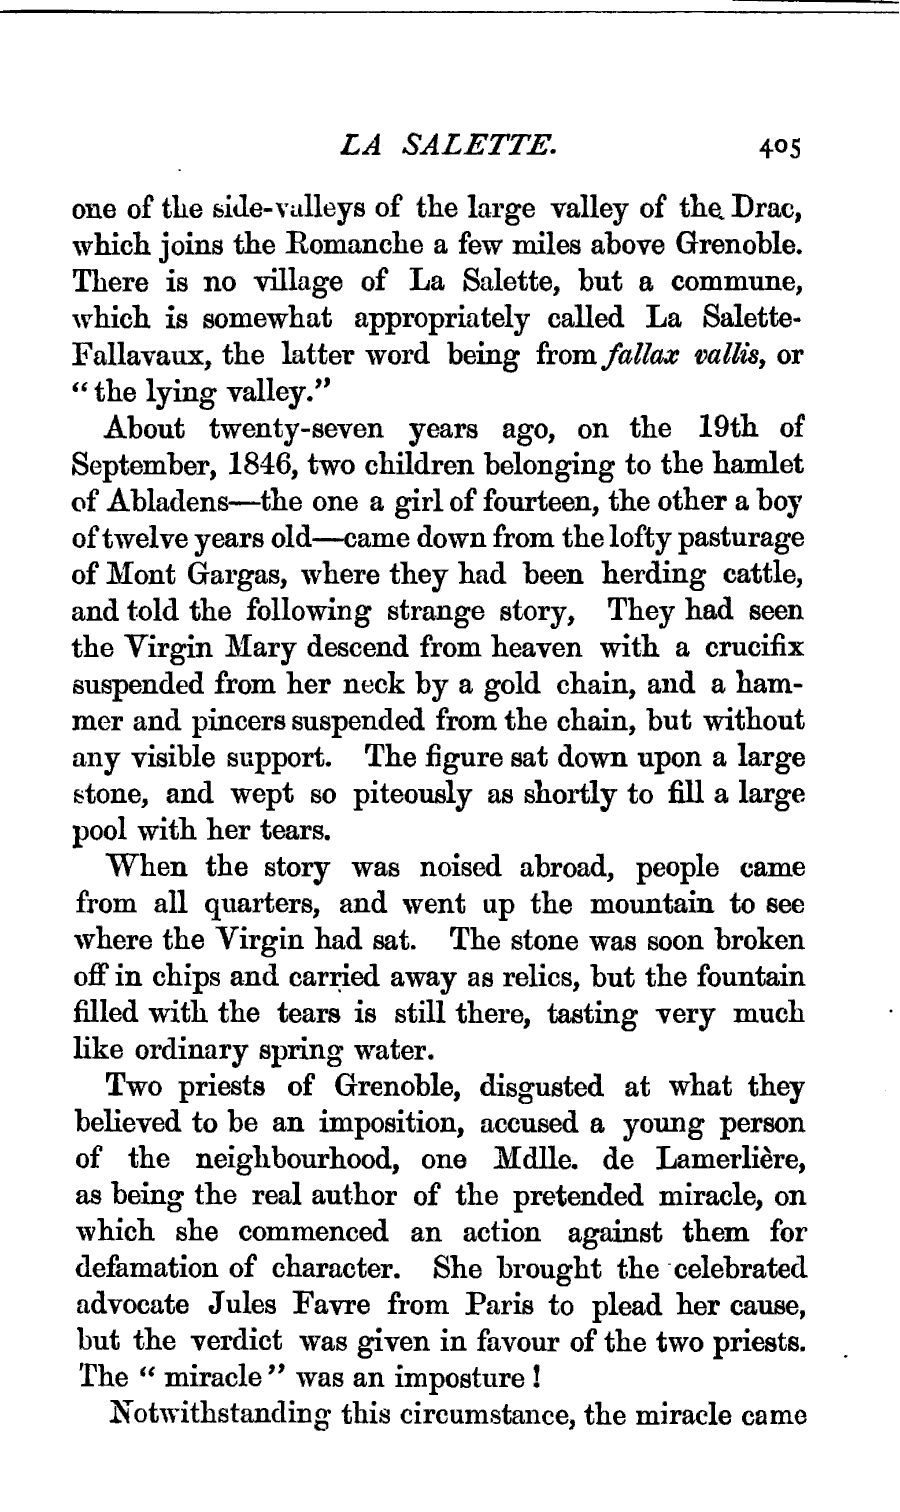 LA SALETTE. 405
one of the side-valleys of the large valley of the Drac,
which joins the Romanche a few miles above Grenoble.
There is no village of La Salette, but a commune,
which is somewhat appropriately called La Salette-
Fallavaux, the latter word being from fallax vallis, or
“the lying valley.”
About twenty-seven years ago, on the 19th of
September, 1846, two children belonging to the hamlet
of Abladens—the one a girl of fourteen, the other a boy
of twelve years old—came down from the lofty pasturage
of Mont Gargas, where they had been herding cattle,
and told the following strange story, They had seen
the Virgin Mary descend from heaven with a crucifix
suspended from her neck by a gold chain, and a ham-
mer and pincers suspended from the chain, but without
any visible support. The figure sat down upon a large
stone, and wept so piteously as shortly to fill a large
pool with her tears.
When the story was noised abroad, people came
from all quarters, and went up the mountain to see
where the Virgin had sat. The stone was soon broken
off in chips and carried away as relics, but the fountain
filled with the tears is still there, tasting very much
like ordinary spring water.
Two priests of Grenoble, disgusted at what they
believed to be an imposition, accused a young person
of the neighbourhood, one Mdlle. de Lamerlière,
as being the real author of the pretended miracle, on
which she commenced an action against them for
defamation of character. She brought the celebrated
advocate Jules Favre from Paris to plead her cause,
but the verdict was given in favour of the two priests.
The “ miracle ” was an imposture !
Notwithstanding this circumstance, the miracle came